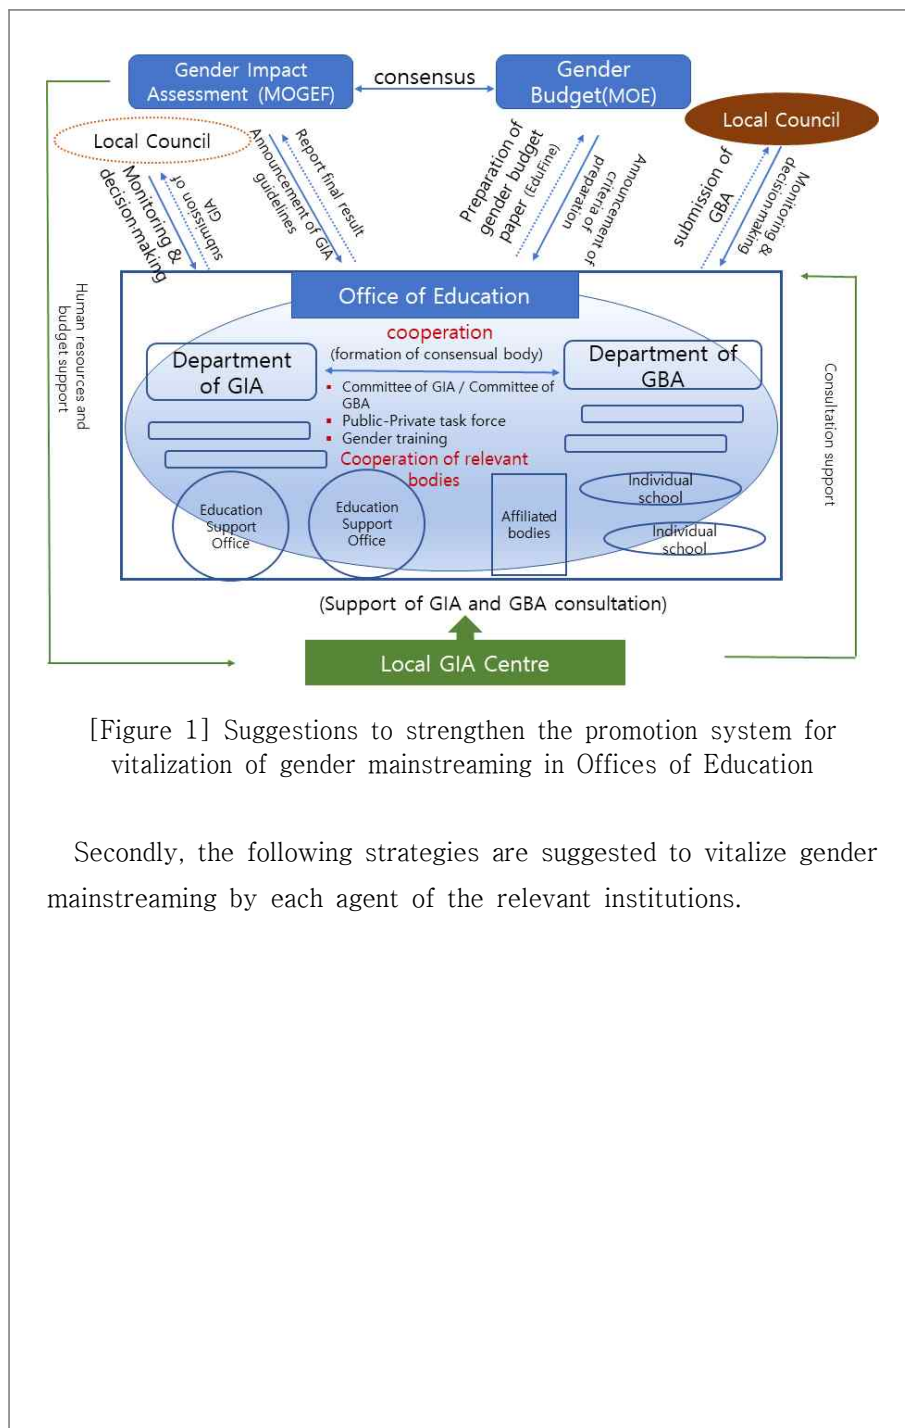 Gender Impact
Assessment (MOGEF)
consensus
Gender
Budget(MOE)
Local Council
Local Council
Monitoring &
decision-making
submission of
GIA
Announcement of GIA
guidelines
Report final result
Preparation of
gender budget
paper (EduFine)
Announcement of
criteria of
preparation
submission of
GBA
Monitoring &
decision-making
Human resources and
budget support
Office of Education
cooperation
(formation of consensual body)
Department
of GIA
Department of
GBA
▪ Committee of GIA / Committee of
GBA
▪ Public-Private task force
▪ Gender training
Cooperation of relevant
bodies
Education
Support
Office
Education
Support
Office
Affiliated
bodies
Individual
school
Individual
school
Consultation support
(Support of GIA and GBA consultation)
Local GIA Centre
[Figure 1] Suggestions to strengthen the promotion system for
vitalization of gender mainstreaming in Offices of Education
Secondly, the following strategies are suggested to vitalize gender
mainstreaming by each agent of the relevant institutions.